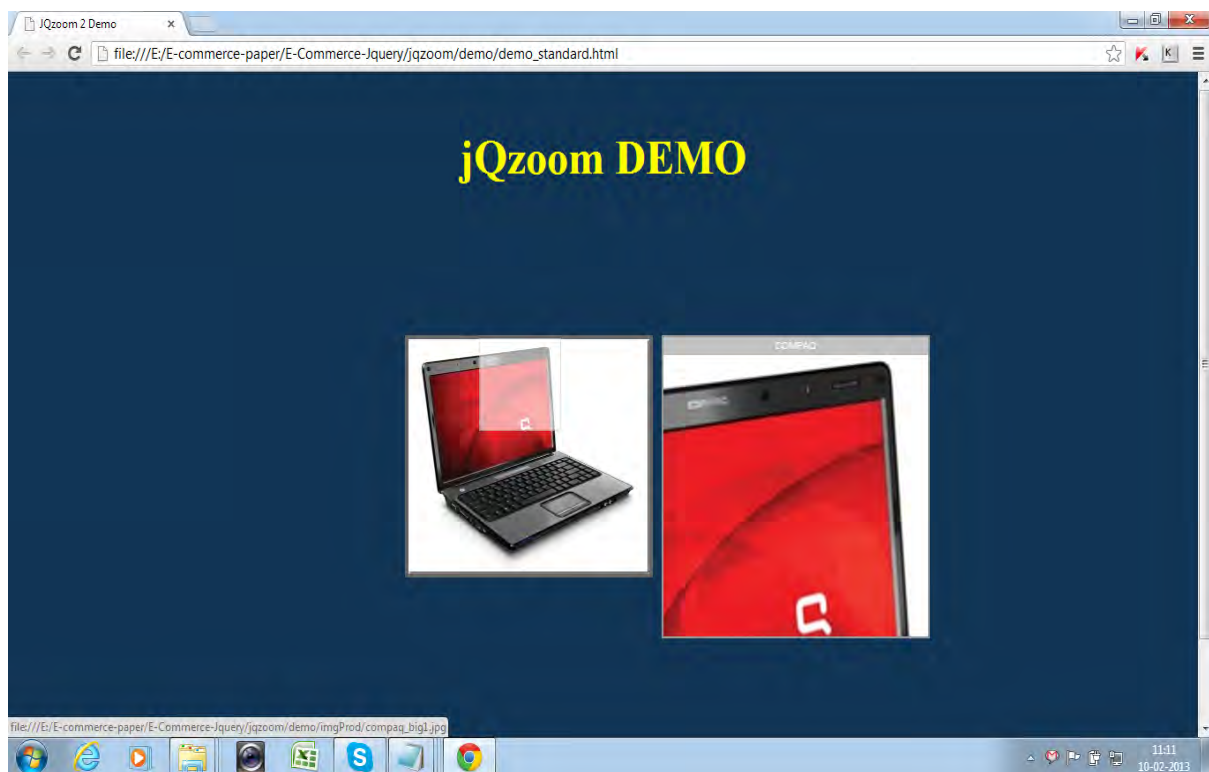 JQzoom 2 Demo
file:///E:/E-commerce-paper/E-Commerce-Jquery/jqzoom/demo/demo_standard.html
jQzoom DEMO
COMPAQ
file:///E:/E-commerce-paper/E-Commerce-Jquery/jqzoom/demo/imgProd/compaq_big1.jpg
11:11
10-02-2013